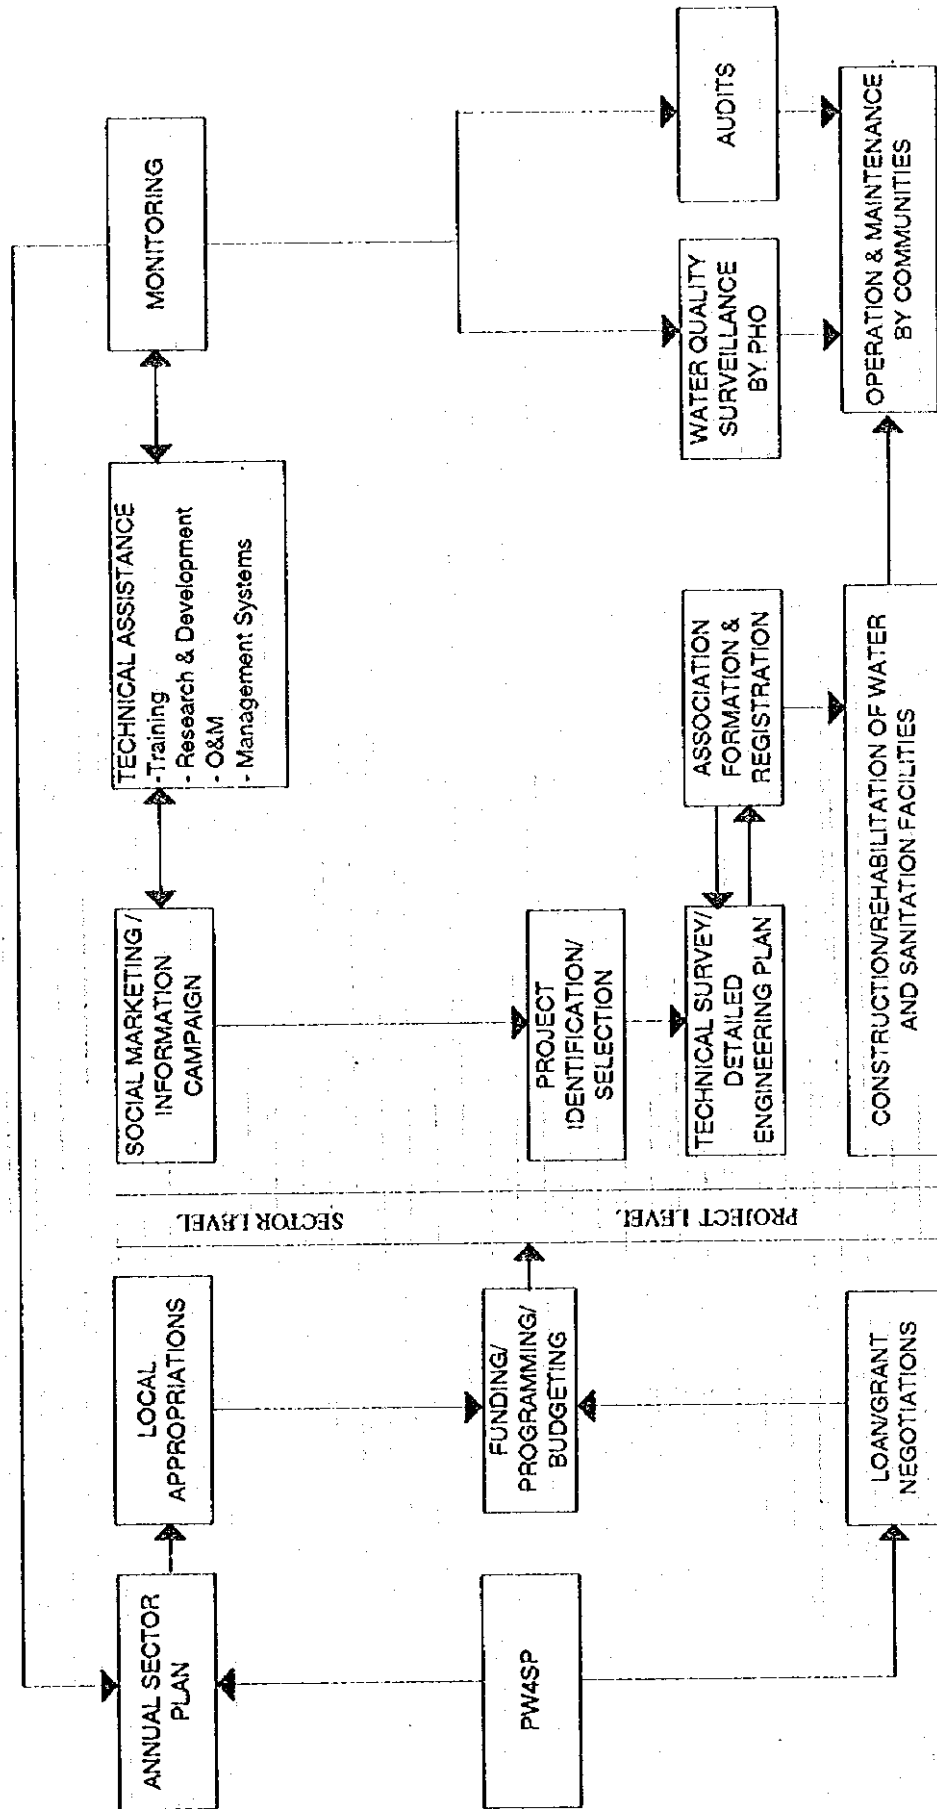 ANNUAL SECTOR
PLAN
LOCAL
APPROPRIATIONS
PW4SP
FUNDING/
PROGRAMMING/
BUDGETING
LOAN/GRANT
NEGOTIATIONS
SECTOR LEVEL
PROJECT LEVEL
SOCIAL MARKETING /
INFORMATION
CAMPAIGN
TECHNICAL ASSISTANCE
-Training
- Research & Development
- O&M
- Management Systems
MONITORING
PROJECT
IDENTIFICATION/
SELECTION
TECHNICAL SURVEY/
DETAILED
ENGINEERING PLAN
ASSOCIATION
FORMATION &
REGISTRATION
WATER QUALITY
SURVEILLANCE
BY PHO
AUDITS
CONSTRUCTION/REHABILITATION OF WATER
AND SANITATION FACILITIES
OPERATION & MAINTENANCE
BY COMMUNITIES